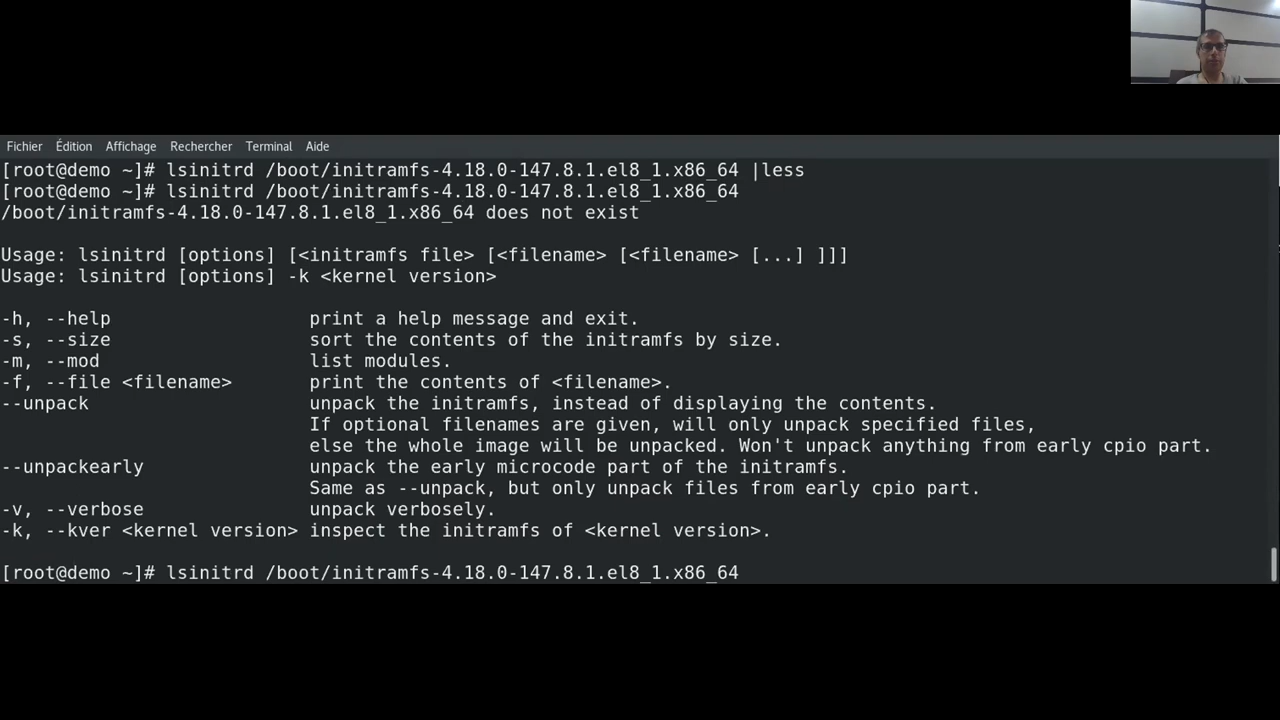 Fichier Édition Affichage Rechercher Terminal Aide
[root@demo ~]# lsinitrd /boot/initramfs-4.18.0-147.8.1.el8_1.x86_64 |less
[root@demo ~]# lsinitrd /boot/initramfs-4.18.0-147.8.1.el8_1.x86_64
/boot/initramfs-4.18.0-147.8.1.el8_1.x86_64 does not exist
Usage: lsinitrd [options] [<initramfs file> [<filename> [<filename> [...] ]]]
Usage: lsinitrd [options] -k <kernel version>
-h, --help print a help message and exit.
-s, --size sort the contents of the initramfs by size.
-m, --mod list modules.
-f, --file <filename> print the contents of <filename>.
--unpack unpack the initramfs, instead of displaying the contents.
If optional filenames are given, will only unpack specified files,
else the whole image will be unpacked. Won't unpack anything from early cpio part.
--unpackearly unpack the early microcode part of the initramfs.
Same as --unpack, but only unpack files from early cpio part.
-v, --verbose unpack verbosely.
-k, --kver <kernel version> inspect the initramfs of <kernel version>.
[root@demo ~]# lsinitrd /boot/initramfs-4.18.0-147.8.1.el8_1.x86_64